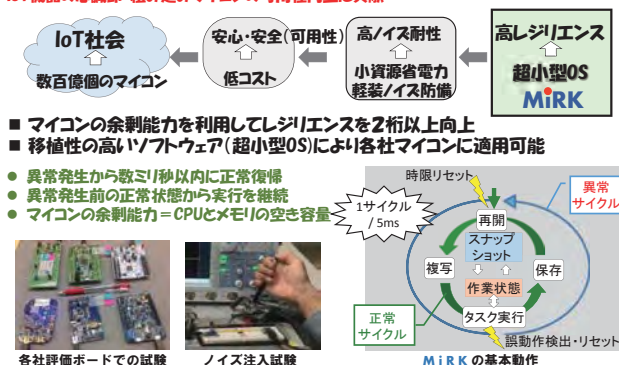 IoT社会
数百億個のマイコン
安心・安全(可用性)
低コスト
高ノイズ耐性
小資源省電力
軽装ノイズ防備
高レジリエンス
超小型OS
MiRK
■ マイコンの余剰能力を利用してレジリエンスを2桁以上向上
■ 移植性の高いソフトウェア(超小型OS)により各社マイコンに適用可能
● 異常発生から数ミリ秒以内に正常復帰
● 異常発生前の正常状態から実行を継続
● マイコンの余剰能力=CPUとメモリの空き容量
時限リセット
1サイクル
/ 5ms
異常
サイクル
再開
スナップ
ショット
複写
保存
作業状態
タスク実行
正常
サイクル
誤動作検出・リセット
各社評価ボードでの試験
ノイズ注入試験
MiRKの基本動作